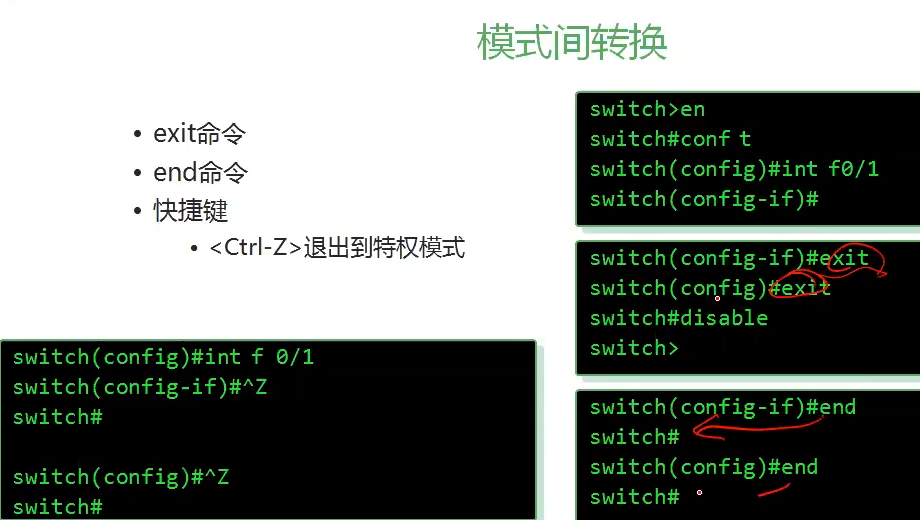 模式间转换
• exit命令
• end命令
• 快捷键
• <Ctrl-Z>退出到特权模式
switch>en
switch#conf t
switch(config)#int f0/1
switch(config-if)#
switch(config-if)#exit
switch(config)#exit
switch#disable
switch>
switch(config-if)#end
switch#
switch(config)#end
switch#
switch(config)#int f 0/1
switch(config-if)#^Z
switch#
switch(config)#^Z
switch#